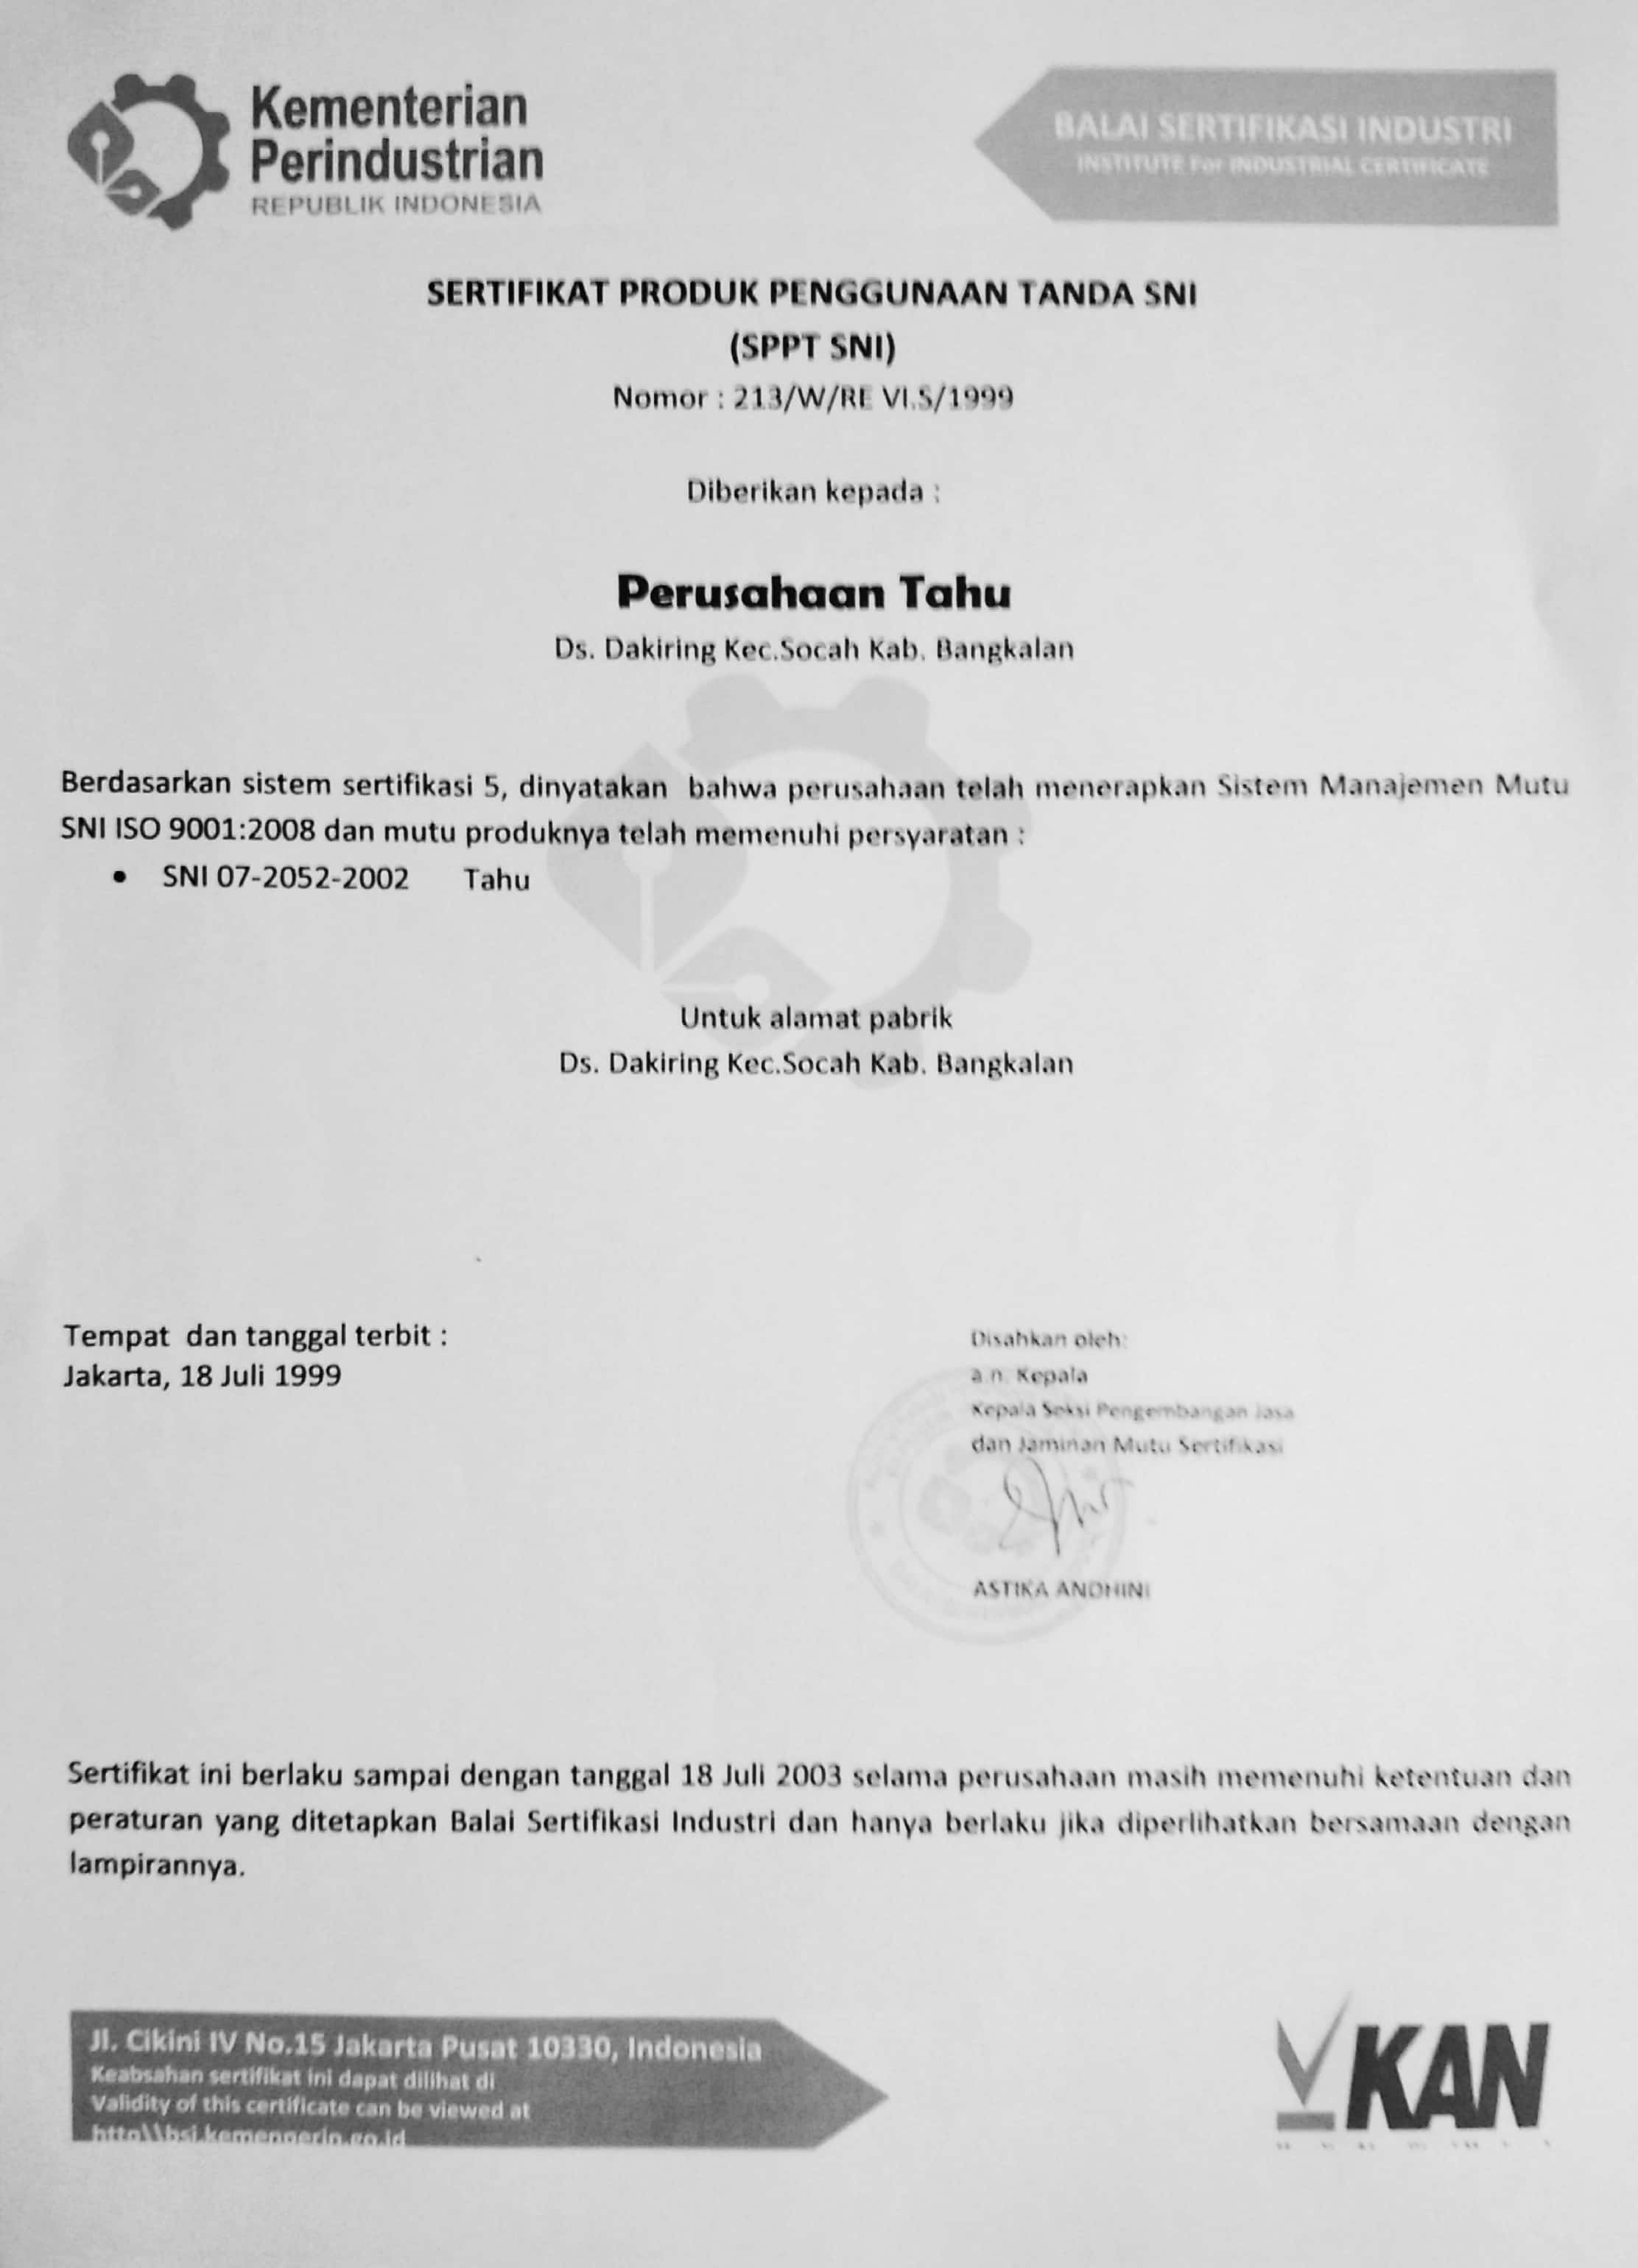 Kementerian
Perindustrian
REPUBLIK INDONESIA
BALAI SERTIFIKASI INDUSTRI
INSTITUTE For INDUSTRIAL CERTIFICATE
SERTIFIKAT PRODUK PENGGUNAAN TANDA SNI
(SPPT SNI)
Nomor : 213/W/RE VI.S/1999
Diberikan kepada :
Perusahaan Tahu
Ds. Dakiring Kec.Socah Kab. Bangkalan
Berdasarkan sistem sertifikasi 5, dinyatakan bahwa perusahaan telah menerapkan Sistem Manajemen Mutu
SNI ISO 9001:2008 dan mutu produknya telah memenuhi persyaratan :
• SNI 07-2052-2002 Tahu
Untuk alamat pabrik
Ds. Dakiring Kec.Socah Kab. Bangkalan
Tempat dan tanggal terbit :
Jakarta, 18 Juli 1999
Disahkan oleh:
a.n. Kepala
Kepala Seksi Pengembangan Jasa
dan Jaminan Mutu Sertifikasi
ASTIKA ANDHINI
Sertifikat ini berlaku sampai dengan tanggal 18 Juli 2003 selama perusahaan masih memenuhi ketentuan dan
peraturan yang ditetapkan Balai Sertifikasi Industri dan hanya berlaku jika diperlihatkan bersamaan dengan
lampirannya.
Jl. Cikini IV No.15 Jakarta Pusat 10330, Indonesia
Keabsahan sertifikat ini dapat dilihat di
Validity of this certificate can be viewed at
http\\bsi.kemenperin.go.id
KAN